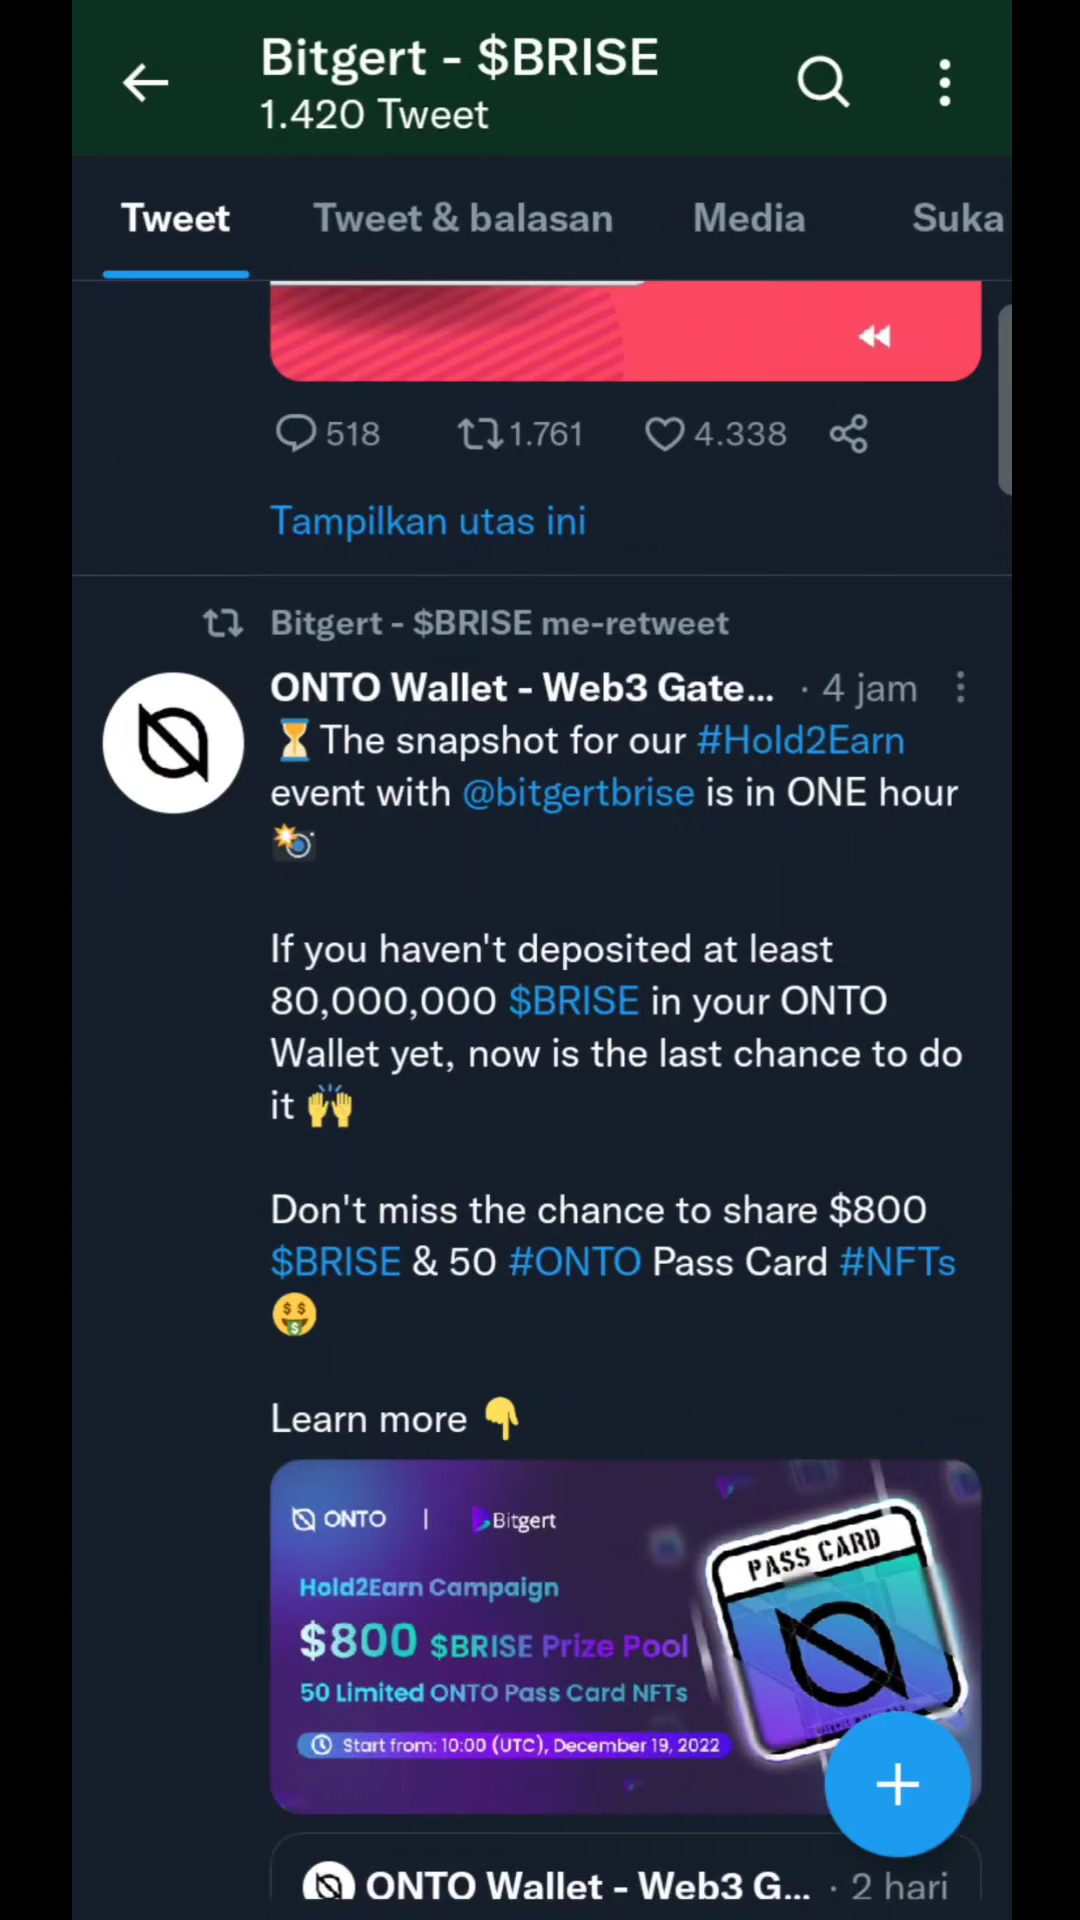 Bitgert - $BRISE
1.420 Tweet
Tweet
Tweet & balasan
Media
Suka
518
1.761
4.338
Tampilkan utas ini
Bitgert - $BRISE me-retweet
ONTO Wallet - Web3 Gate... · 4 jam
⏳The snapshot for our #Hold2Earn
event with @bitgertbrise is in ONE hour
📸
If you haven't deposited at least
80,000,000 $BRISE in your ONTO
Wallet yet, now is the last chance to do
it 🙌
Don't miss the chance to share $800
$BRISE & 50 #ONTO Pass Card #NFTs
🤑
Learn more 👇
ONTO | Bitgert
PASS CARD
Hold2Earn Campaign
$800 $BRISE Prize Pool
50 Limited ONTO Pass Card NFTs
Start from: 10:00 (UTC), December 19, 2022
ONTO Wallet - Web3 G... · 2 hari